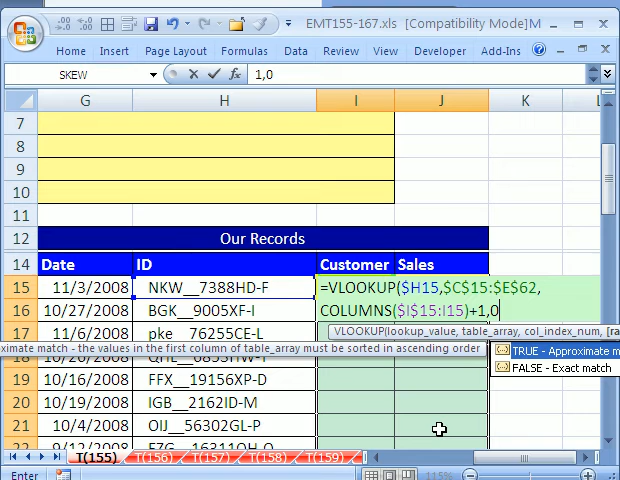 EMT155-167.xls [Compatibility Mode] M
Home Insert Page Layout Formulas Data Review View Developer Add-Ins
SKEW fx 1,0
G H I J K L
7
8
9
10
11
12 Our Records
14 Date ID Customer Sales
15 11/3/2008 NKW__7388HD-F =VLOOKUP($H15,$C$15:$E$62,
16 10/27/2008 BGK__9005XF-I COLUMNS($I$15:I15)+1,0
17 11/6/2008 pke__76255CE-L VLOOKUP(lookup_value, table_array, col_index_num, [ra
ximate match - the values in the first column of table_array must be sorted in ascending order
TRUE - Approximate m
FALSE - Exact match
19 10/16/2008 FFX__19156XP-D
20 10/19/2008 IGB__2162ID-M
21 10/4/2008 OIJ__56302GL-P
T(155) T(156) T(157) T(158) T(159)
Enter 115%